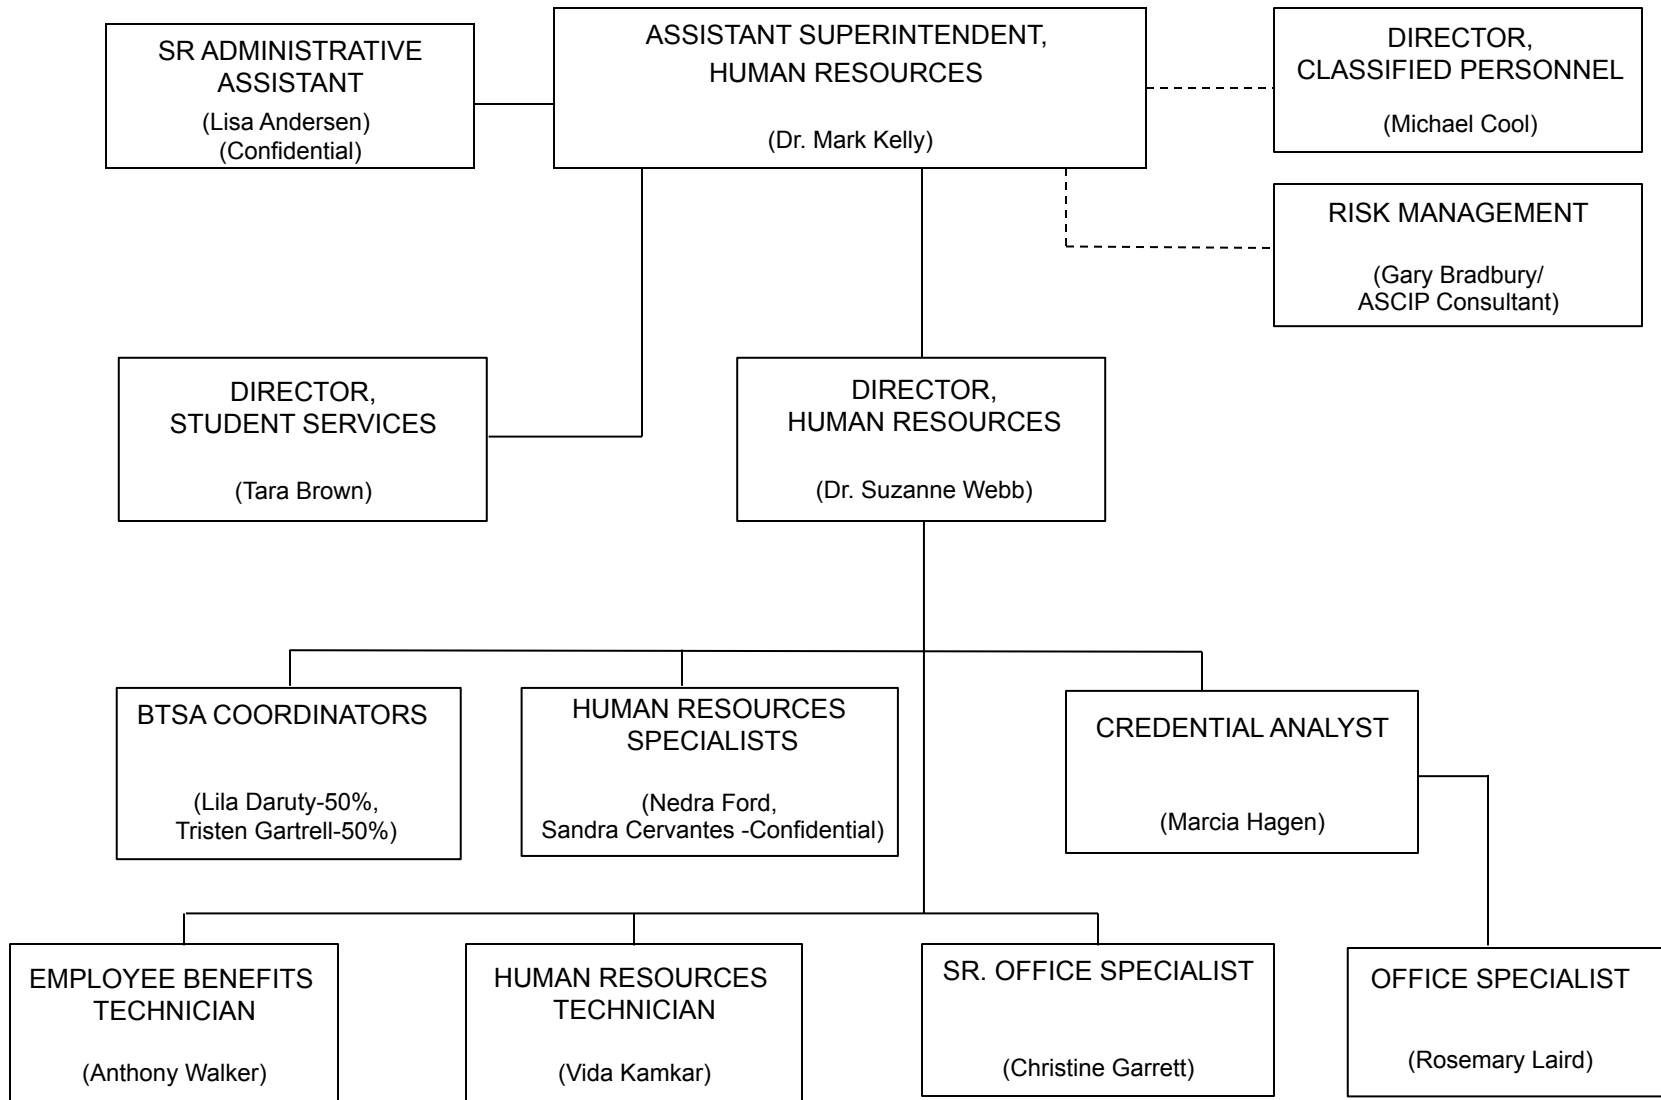 SR ADMINISTRATIVE
ASSISTANT
(Lisa Andersen)
(Confidential)
ASSISTANT SUPERINTENDENT,
HUMAN RESOURCES
(Dr. Mark Kelly)
DIRECTOR,
CLASSIFIED PERSONNEL
(Michael Cool)
RISK MANAGEMENT
(Gary Bradbury/
ASCIP Consultant)
DIRECTOR,
STUDENT SERVICES
(Tara Brown)
DIRECTOR,
HUMAN RESOURCES
(Dr. Suzanne Webb)
BTSA COORDINATORS
(Lila Daruty-50%,
Tristen Gartrell-50%)
HUMAN RESOURCES
SPECIALISTS
(Nedra Ford,
Sandra Cervantes -Confidential)
CREDENTIAL ANALYST
(Marcia Hagen)
EMPLOYEE BENEFITS
TECHNICIAN
(Anthony Walker)
HUMAN RESOURCES
TECHNICIAN
(Vida Kamkar)
SR. OFFICE SPECIALIST
(Christine Garrett)
OFFICE SPECIALIST
(Rosemary Laird)